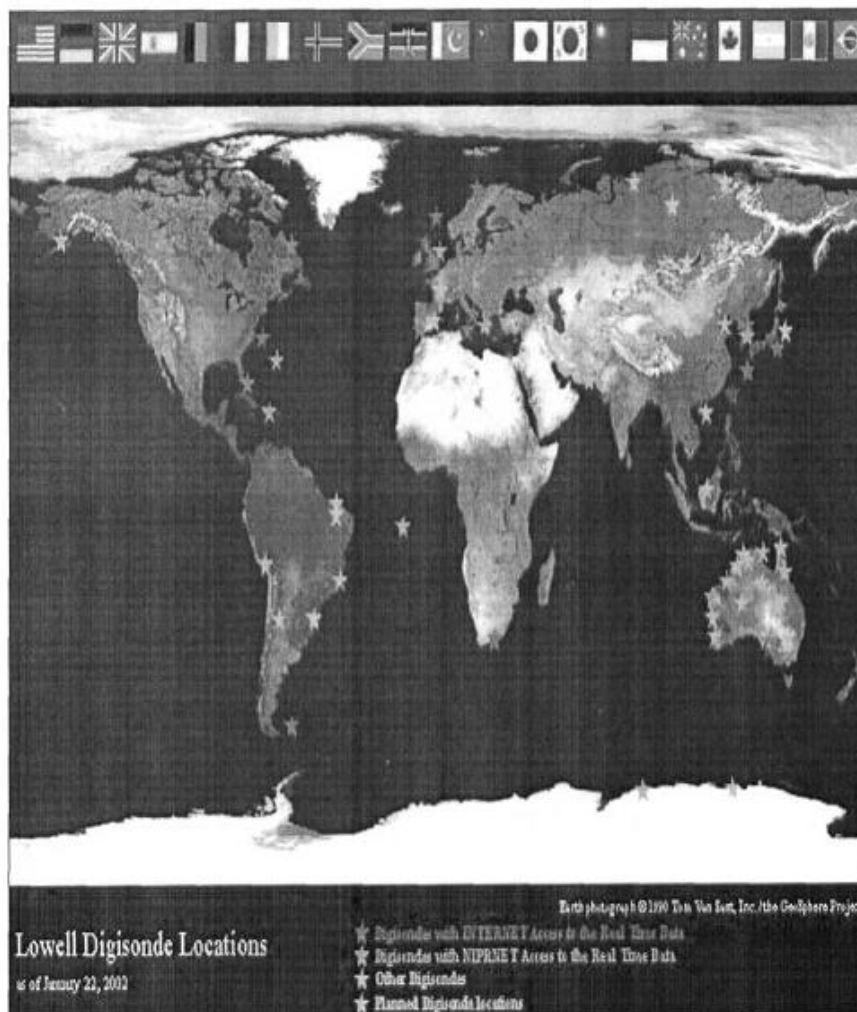 Earth photograph © 1990 Tom Van Sant, Inc./the GeoSphere Projec
Lowell Digisonde Locations
as of January 22, 2002
Digisondes with INTERNET Access to the Real Time Data
Digisondes with NIPRNET Access to the Real Time Data
Other Digisondes
Planned Digisonde locations